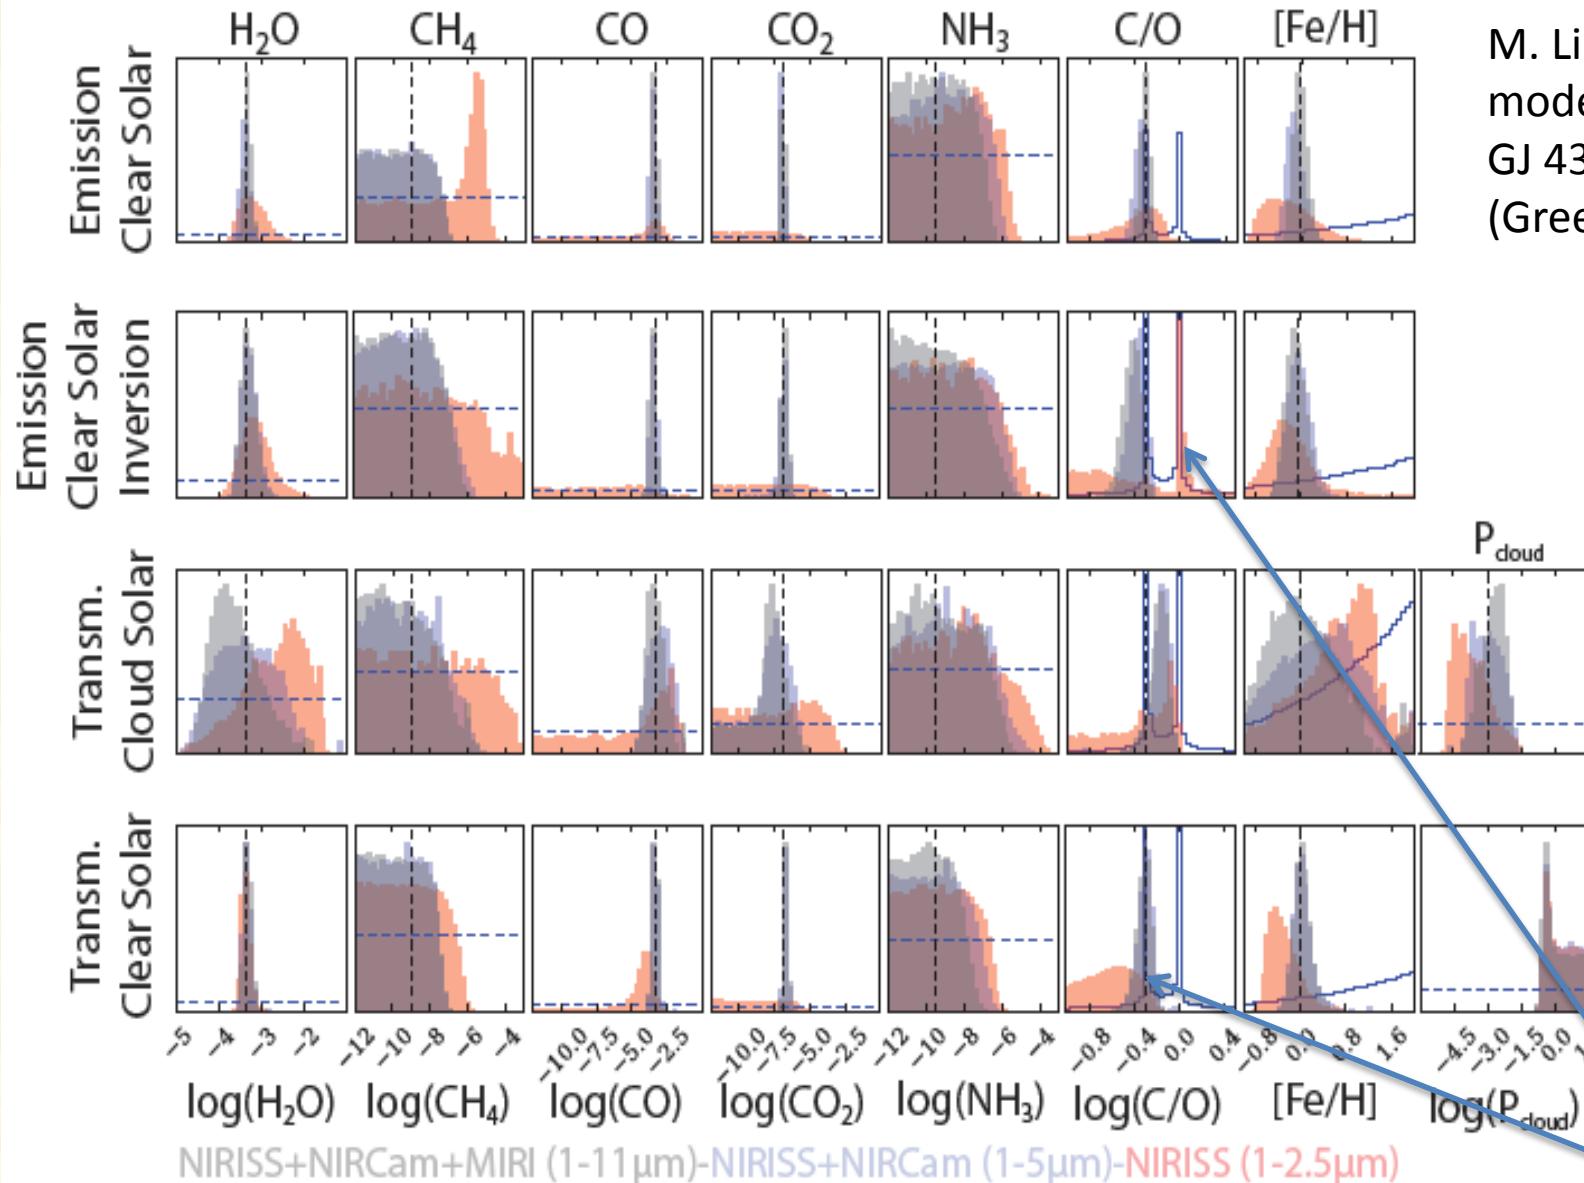 H₂O CH₄ CO CO₂ NH₃ C/O [Fe/H]
M. Li
mode
GJ 43
(Gree
Emission
Clear Solar
Emission
Clear Solar
Inversion
P_cloud
Transm.
Cloud Solar
Transm.
Clear Solar
-5 -4 -3 -2 -12 -10 -8 -6 -4 -10.0 -7.5 -5.0 -2.5 -10.0 -7.5 -5.0 -2.5 -12 -10 -8 -6 -4 -0.8 -0.4 0.0 0.4 -0.8 0.8 1.6 -4.5 -3.0 -1.5 0.0
log(H₂O) log(CH₄) log(CO) log(CO₂) log(NH₃) log(C/O) [Fe/H] log(P_cloud)
NIRISS+NIRCam+MIRI (1-11µm)-NIRISS+NIRCam (1-5µm)-NIRISS (1-2.5µm)